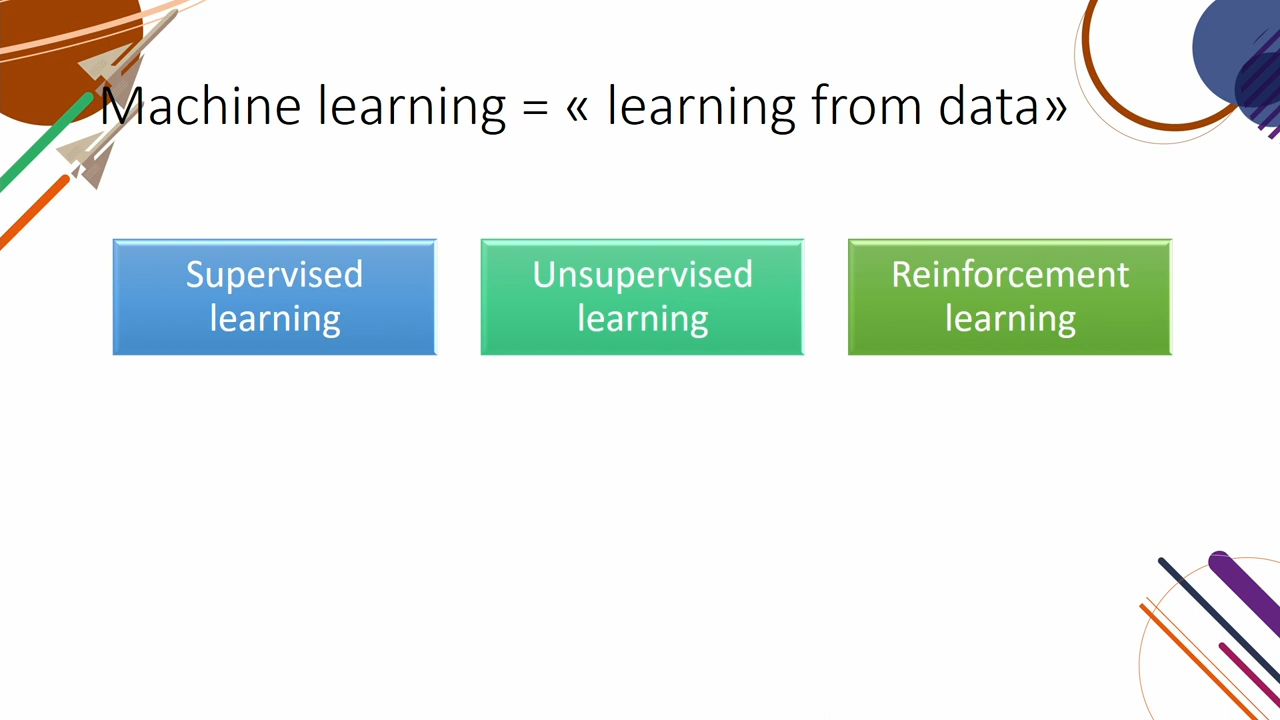 Machine learning = « learning from data»
Supervised
learning
Unsupervised
learning
Reinforcement
learning